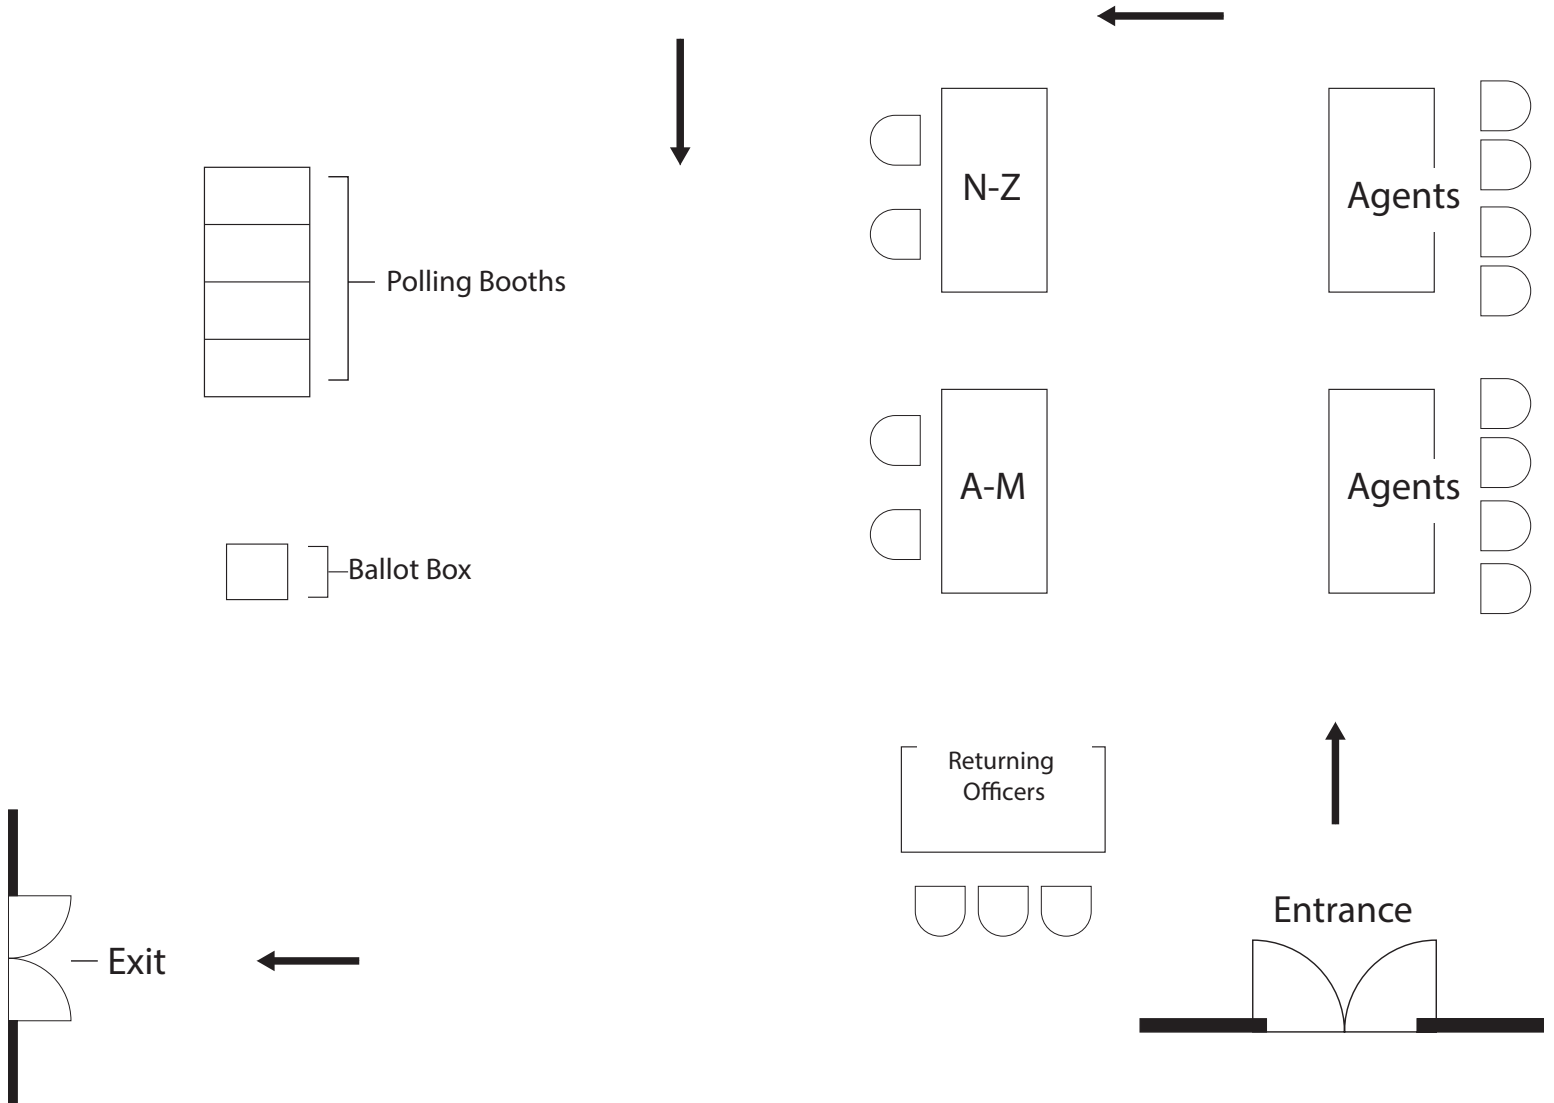 N-Z
Agents
Polling Booths
A-M
Agents
Ballot Box
Returning
Officers
Entrance
Exit